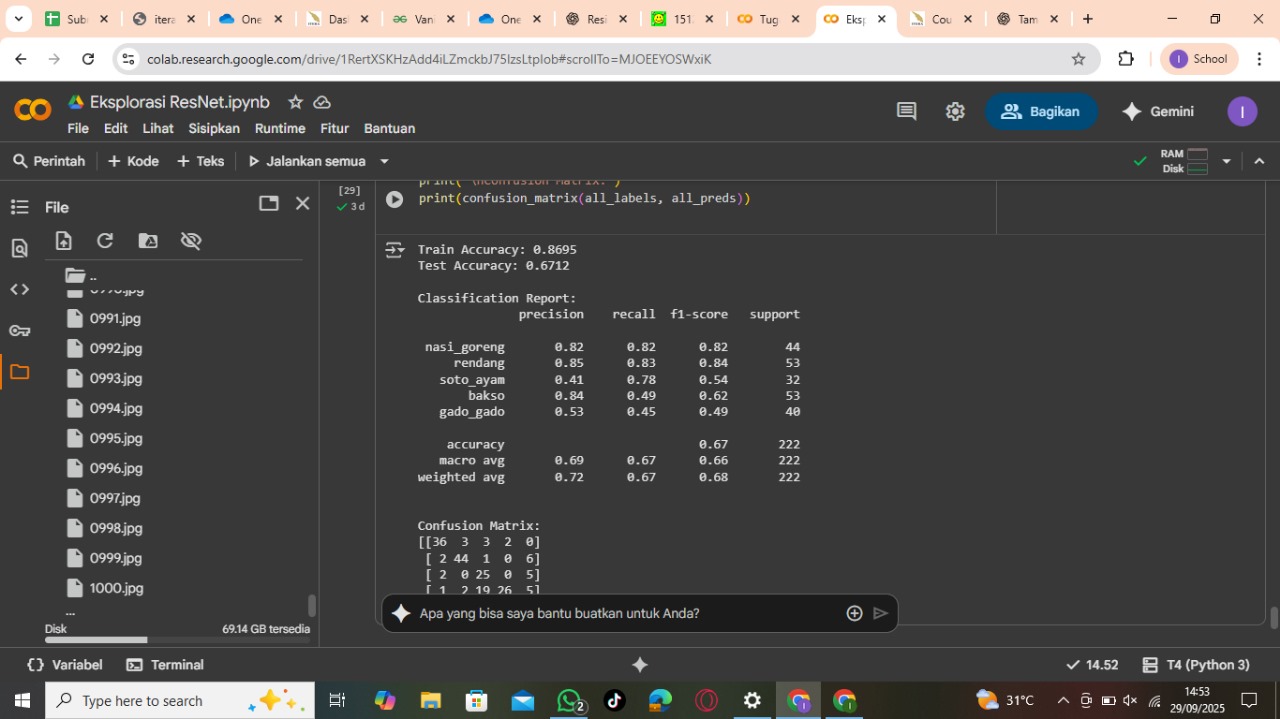 Sub
itera
One
Das
Vani
One
Resi
151
Tug
Eksp
Cou
Tam
colab.research.google.com/drive/1RertXSKHzAdd4iLZmckbJ75lzsLtplob#scrollTo=MJOEEYOSWxiK
School
Eksplorasi ResNet.ipynb
File Edit Lihat Sisipkan Runtime Fitur Bantuan
Bagikan
Gemini
I
Perintah + Kode + Teks Jalankan semua
RAM
Disk
File
..
0990.jpg
0991.jpg
0992.jpg
0993.jpg
0994.jpg
0995.jpg
0996.jpg
0997.jpg
0998.jpg
0999.jpg
1000.jpg
...
Disk 69.14 GB tersedia
[29]
3 d
print("\nConfusion Matrix:")
print(confusion_matrix(all_labels, all_preds))
Train Accuracy: 0.8695
Test Accuracy: 0.6712
Classification Report:
precision recall f1-score support
nasi_goreng 0.82 0.82 0.82 44
rendang 0.85 0.83 0.84 53
soto_ayam 0.41 0.78 0.54 32
bakso 0.84 0.49 0.62 53
gado_gado 0.53 0.45 0.49 40
accuracy 0.67 222
macro avg 0.69 0.67 0.66 222
weighted avg 0.72 0.67 0.68 222
Confusion Matrix:
[[36 3 3 2 0]
[ 2 44 1 0 6]
[ 2 0 25 0 5]
[ 1 2 19 26 5]
Apa yang bisa saya bantu buatkan untuk Anda?
{} Variabel Terminal
14.52 T4 (Python 3)
Type here to search
2
31°C
14:53
29/09/2025